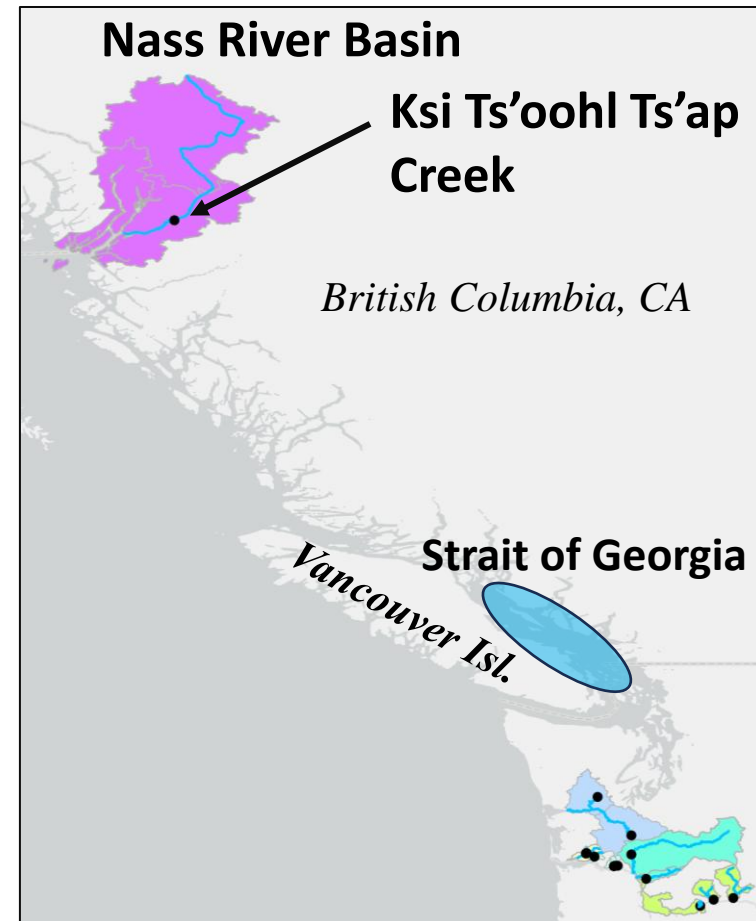 Nass River Basin
Ksi Ts’oohl Ts’ap
Creek
British Columbia, CA
Strait of Georgia
Vancouver Isl.